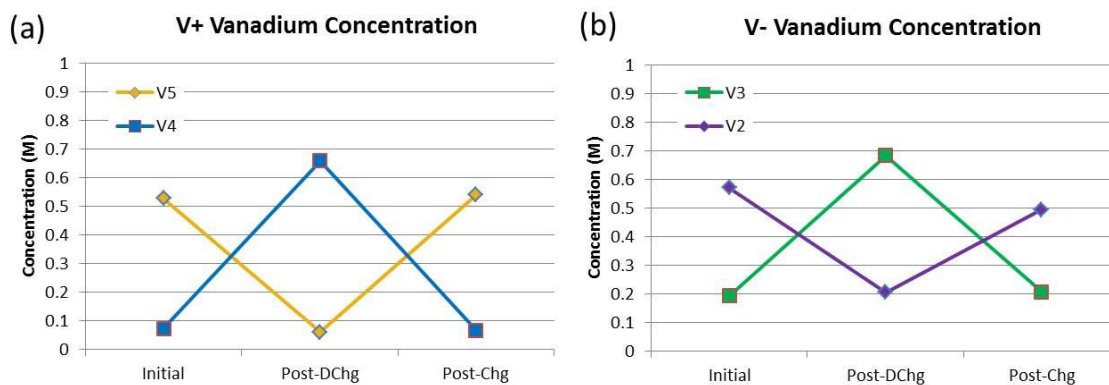 (a)
V+ Vanadium Concentration
Concentration (M)
1
0.9
0.8
0.7
0.6
0.5
0.4
0.3
0.2
0.1
0
V5
V4
Initial
Post-DChg
Post-Chg
(b)
V- Vanadium Concentration
Concentration (M)
1
0.9
0.8
0.7
0.6
0.5
0.4
0.3
0.2
0.1
0
V3
V2
Initial
Post-DChg
Post-Chg